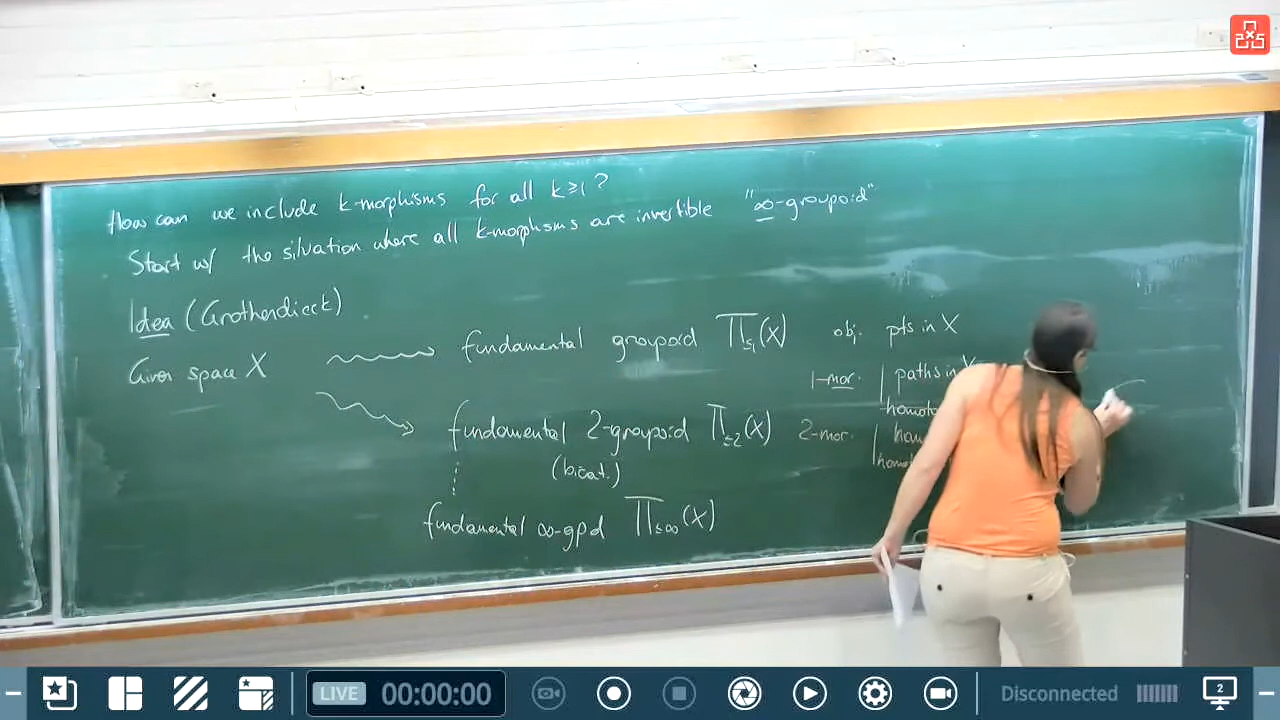 How can we include k-morphisms for all k≥1?
Start w/ the situation where all k-morphisms are invertible "∞-groupoid"
Idea (Grothendieck)
Given space X
fundamental groupoid Π≤1(X) obj. pts in X
1-mor. paths in X
fundamental 2-groupoid Π≤2(X) 2-mor.
(bicat.)
fundamental ∞-gpd Π≤∞(X)
LIVE 00:00:00 Disconnected 2